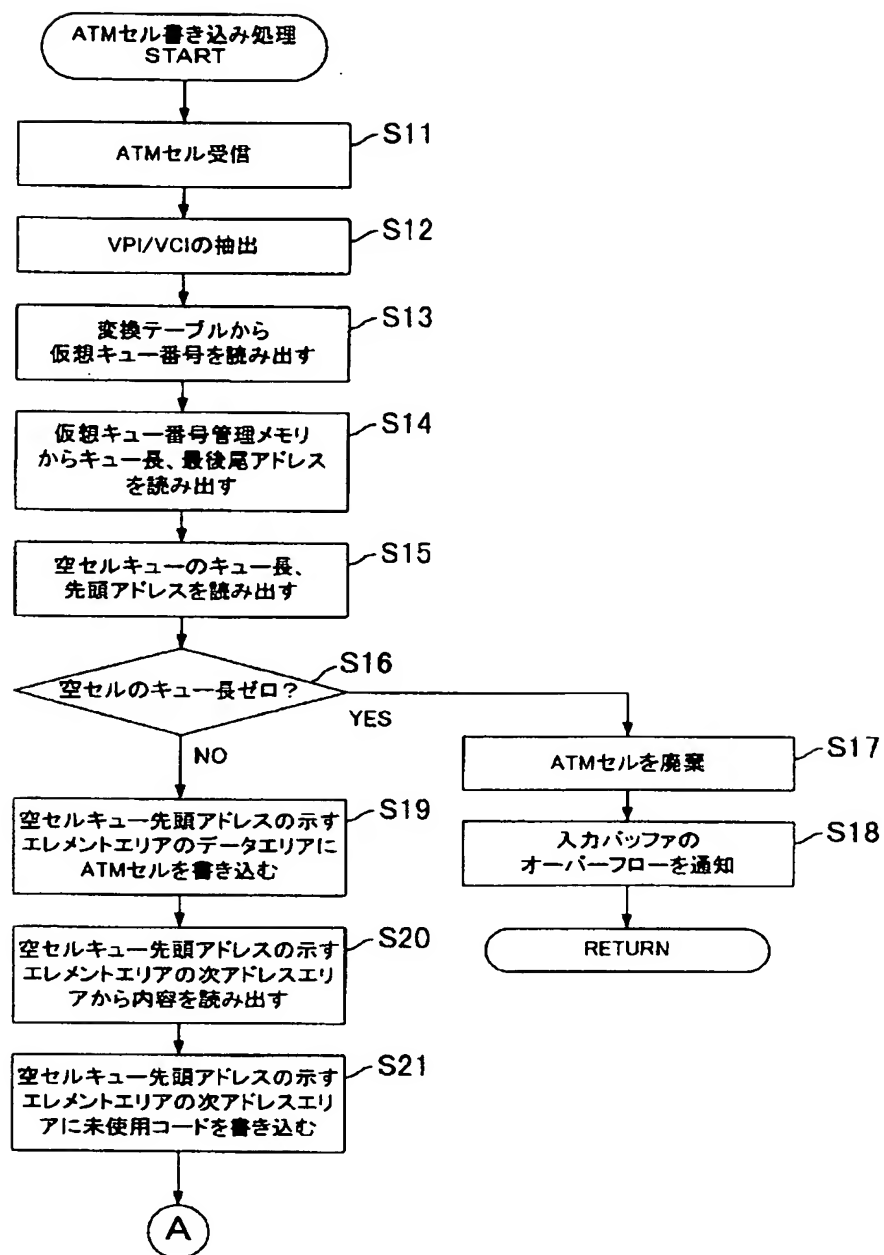 ATMセル書き込み処理
START
S11
ATMセル受信
S12
VPI/VCIの抽出
S13
変換テーブルから
仮想キュー番号を読み出す
S14
仮想キュー番号管理メモリ
からキュー長、最後尾アドレス
を読み出す
S15
空セルキューのキュー長、
先頭アドレスを読み出す
S16
空セルのキュー長ゼロ?
YES
NO
S17
ATMセルを廃棄
S18
入力バッファの
オーバーフローを通知
RETURN
S19
空セルキュー先頭アドレスの示す
エレメントエリアのデータエリアに
ATMセルを書き込む
S20
空セルキュー先頭アドレスの示す
エレメントエリアの次アドレスエリ
アから内容を読み出す
S21
空セルキュー先頭アドレスの示す
エレメントエリアの次アドレスエリ
アに未使用コードを書き込む
A